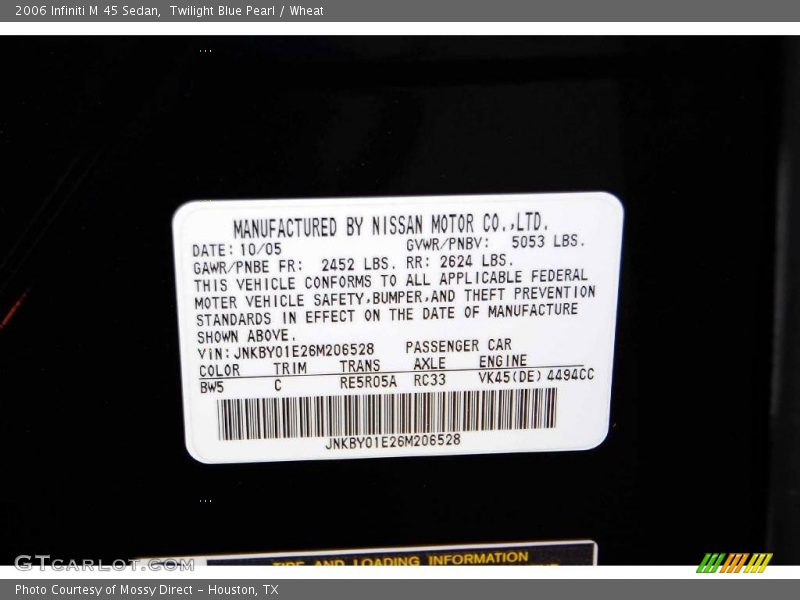 2006 Infiniti M 45 Sedan,  Twilight Blue Pearl / Wheat
MANUFACTURED BY NISSAN MOTOR CO.,LTD.
DATE: 10/05 GVWR/PNBV: 5053 LBS.
GAWR/PNBE FR: 2452 LBS. RR: 2624 LBS.
THIS VEHICLE CONFORMS TO ALL APPLICABLE FEDERAL
MOTER VEHICLE SAFETY,BUMPER,AND THEFT PREVENTION
STANDARDS IN EFFECT ON THE DATE OF MANUFACTURE
SHOWN ABOVE.
VIN: JNKBY01E26M206528 PASSENGER CAR
COLOR TRIM TRANS AXLE ENGINE
BW5 C RE5R05A RC33 VK45(DE) 4494CC
JNKBY01E26M206528
TIRE AND LOADING INFORMATION
GTCarLot.com
Photo Courtesy of Mossy Direct – Houston, TX